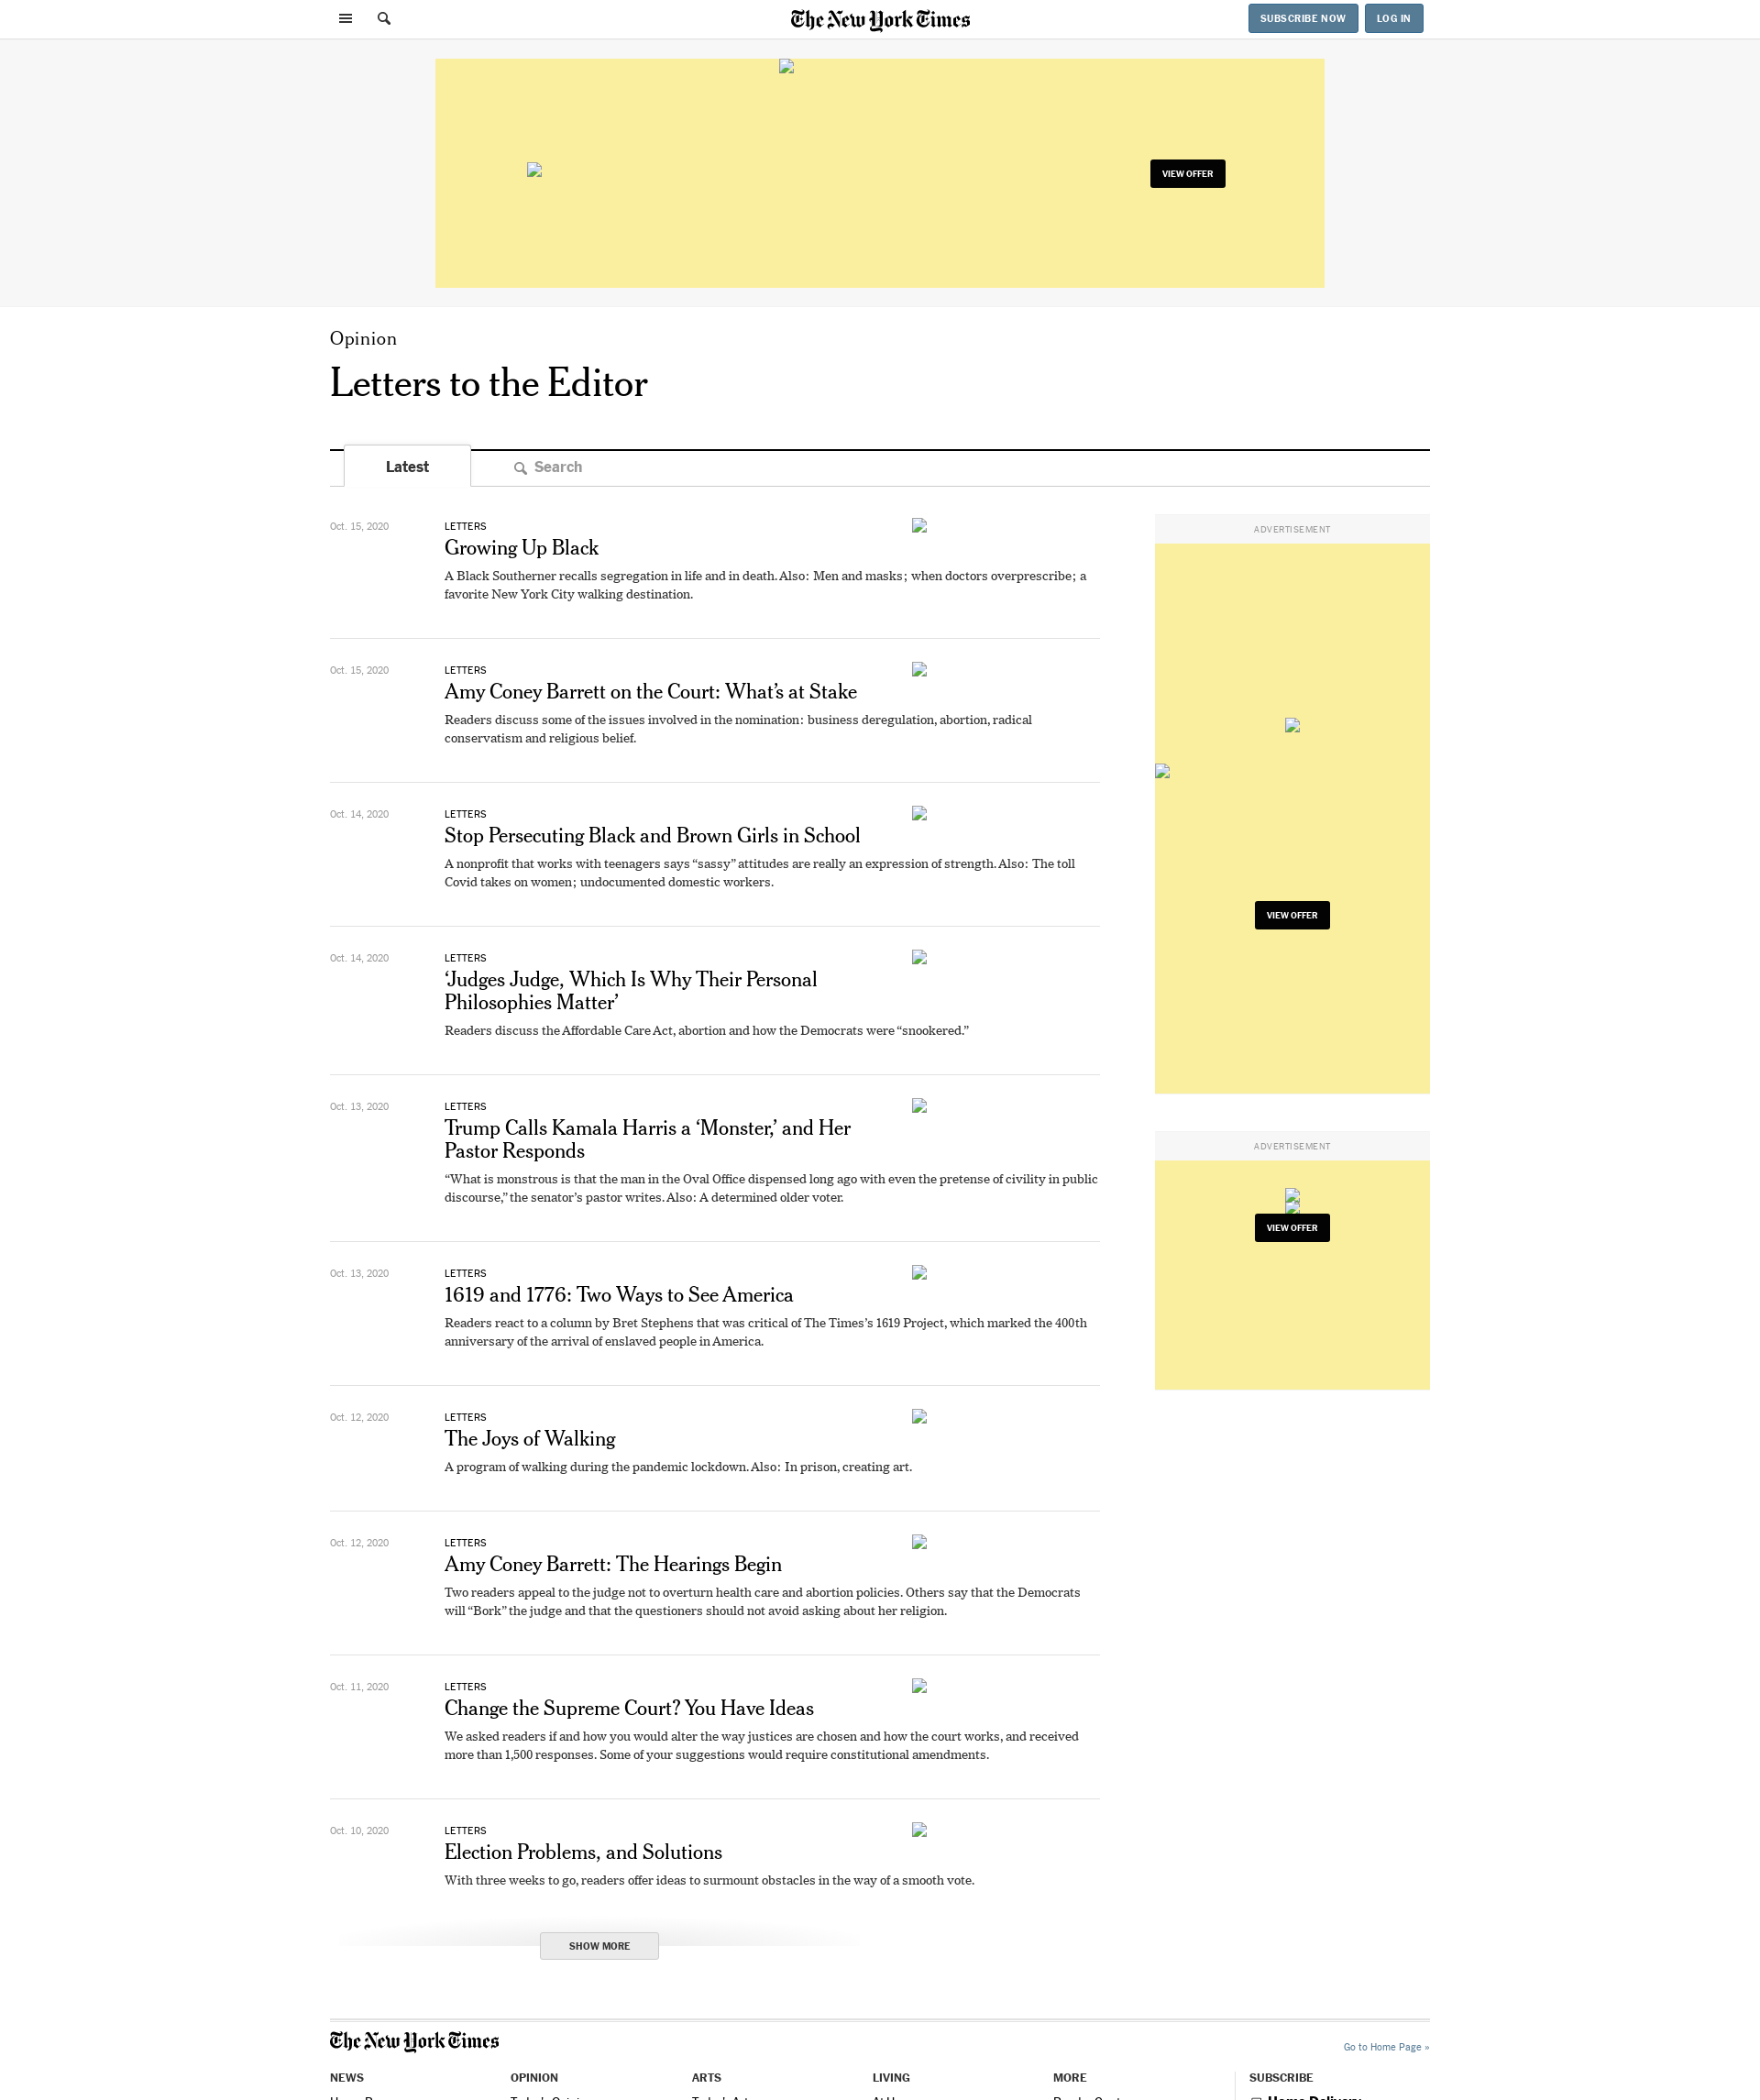 The New York Times
SUBSCRIBE NOW
LOG IN
VIEW OFFER
Opinion
Letters to the Editor
Latest
Search
Oct. 15, 2020
LETTERS
Growing Up Black
A Black Southerner recalls segregation in life and in death. Also: Men and masks; when doctors overprescribe; a
favorite New York City walking destination.
Oct. 15, 2020
LETTERS
Amy Coney Barrett on the Court: What’s at Stake
Readers discuss some of the issues involved in the nomination: business deregulation, abortion, radical
conservatism and religious belief.
Oct. 14, 2020
LETTERS
Stop Persecuting Black and Brown Girls in School
A nonprofit that works with teenagers says “sassy” attitudes are really an expression of strength. Also: The toll
Covid takes on women; undocumented domestic workers.
Oct. 14, 2020
LETTERS
‘Judges Judge, Which Is Why Their Personal
Philosophies Matter’
Readers discuss the Affordable Care Act, abortion and how the Democrats were “snookered.”
Oct. 13, 2020
LETTERS
Trump Calls Kamala Harris a ‘Monster,’ and Her
Pastor Responds
“What is monstrous is that the man in the Oval Office dispensed long ago with even the pretense of civility in public
discourse,” the senator’s pastor writes. Also: A determined older voter.
Oct. 13, 2020
LETTERS
1619 and 1776: Two Ways to See America
Readers react to a column by Bret Stephens that was critical of The Times’s 1619 Project, which marked the 400th
anniversary of the arrival of enslaved people in America.
Oct. 12, 2020
LETTERS
The Joys of Walking
A program of walking during the pandemic lockdown. Also: In prison, creating art.
Oct. 12, 2020
LETTERS
Amy Coney Barrett: The Hearings Begin
Two readers appeal to the judge not to overturn health care and abortion policies. Others say that the Democrats
will “Bork” the judge and that the questioners should not avoid asking about her religion.
Oct. 11, 2020
LETTERS
Change the Supreme Court? You Have Ideas
We asked readers if and how you would alter the way justices are chosen and how the court works, and received
more than 1,500 responses. Some of your suggestions would require constitutional amendments.
Oct. 10, 2020
LETTERS
Election Problems, and Solutions
With three weeks to go, readers offer ideas to surmount obstacles in the way of a smooth vote.
SHOW MORE
ADVERTISEMENT
VIEW OFFER
ADVERTISEMENT
VIEW OFFER
The New York Times
Go to Home Page »
NEWS
OPINION
ARTS
LIVING
MORE
SUBSCRIBE
Home Delivery